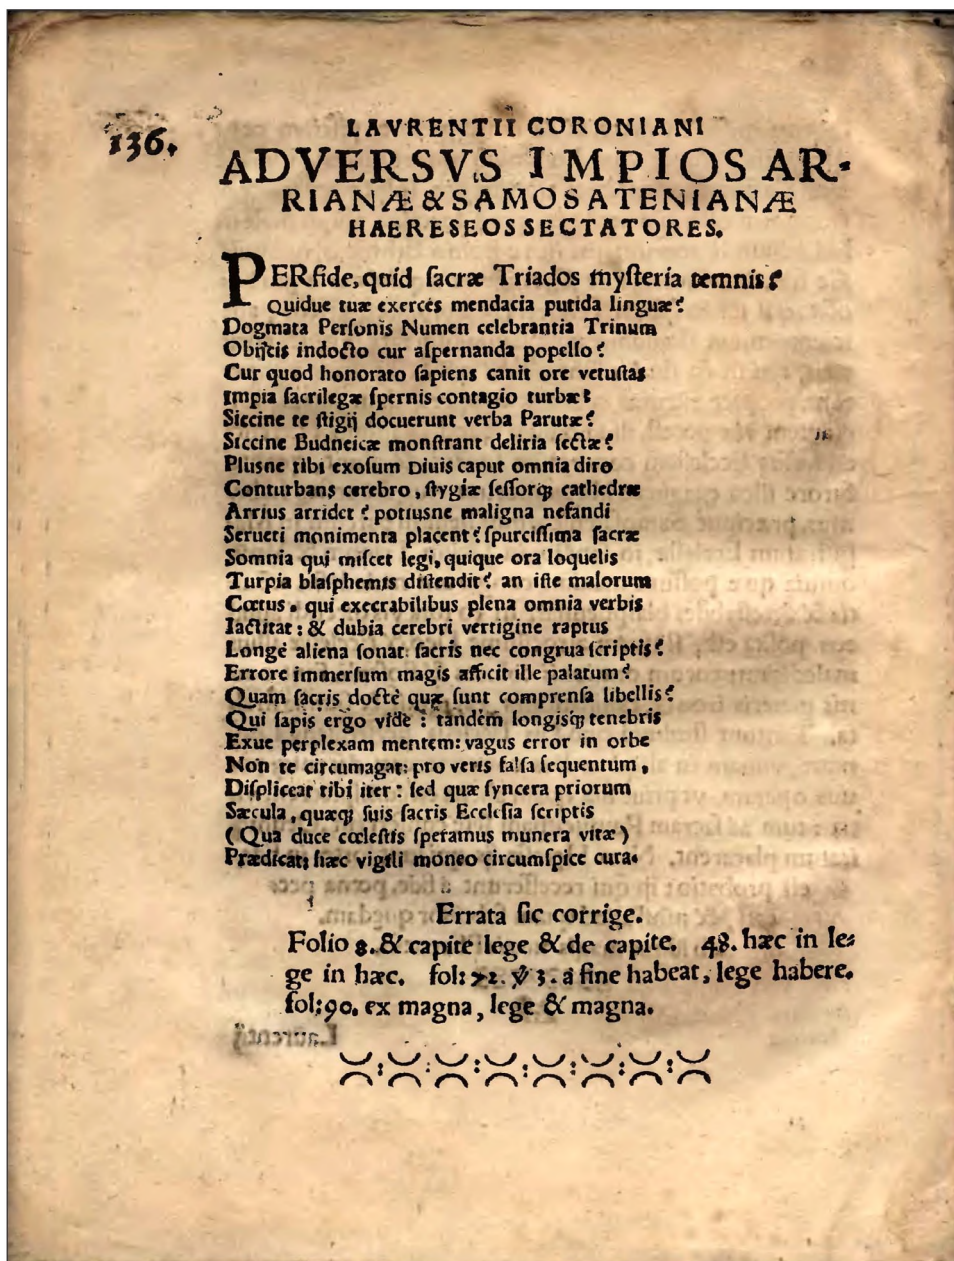 136.
LAVRENTII CORONIANI
ADVERSVS IMPIOS AR-
RIANÆ & SAMOSATENIANÆ
HAERESEOS SECTATORES.
PERfide, quid ſacræ Triados myſteria temnis?
Quidue tuæ exerces mendacia putida linguæ?
Dogmata Perſonis Numen celebrantia Trinum
Obijcis indocto cur aſpernanda popello?
Cur quod honorato ſapiens canit ore vetuſtas
Impia ſacrilegæ ſpernis contagio turbæ?
Siccine te ſtigij docuerunt verba Parutæ?
Siccine Budneicæ monſtrant deliria ſectæ?
Plusne tibi exoſum Diuis caput omnia diro
Conturbans cerebro, ſtygiæ ſeſſorq; cathedræ
Arrius arridet? potiusne maligna nefandi
Serueti monimenta placent? ſpurciſſima ſacræ
Somnia qui miſcet legi, quique ora loquelis
Turpia blaſphemis diſtendit? an iſte malorum
Cœtus. qui execrabilibus plena omnia verbis
Iactitat: & dubia cerebri vertigine raptus
Longè aliena ſonat ſacris nec congrua ſcriptis?
Errore immerſum magis afficit ille palatum?
Quam ſacris doctè quæ ſunt comprenſa libellis?
Qui ſapis ergo vide: tandem longisq; tenebris
Exue perplexam mentem: vagus error in orbe
Non te circumagat: pro veris falſa ſequentum,
Diſpliceat tibi iter: ſed quæ ſyncera priorum
Sæcula, quæq; ſuis ſacris Eccleſia ſcriptis
(Qua duce cœleſtis ſperamus munera vitæ)
Prædicat; hæc vigili moneo circumſpice cura.
Errata ſic corrige.
Folio 8. & capite lege & de capite. 48. hæc in le-
ge in hæc. fol: 72. ℣ 3. a fine habeat, lege habere.
fol: 90. ex magna, lege & magna.